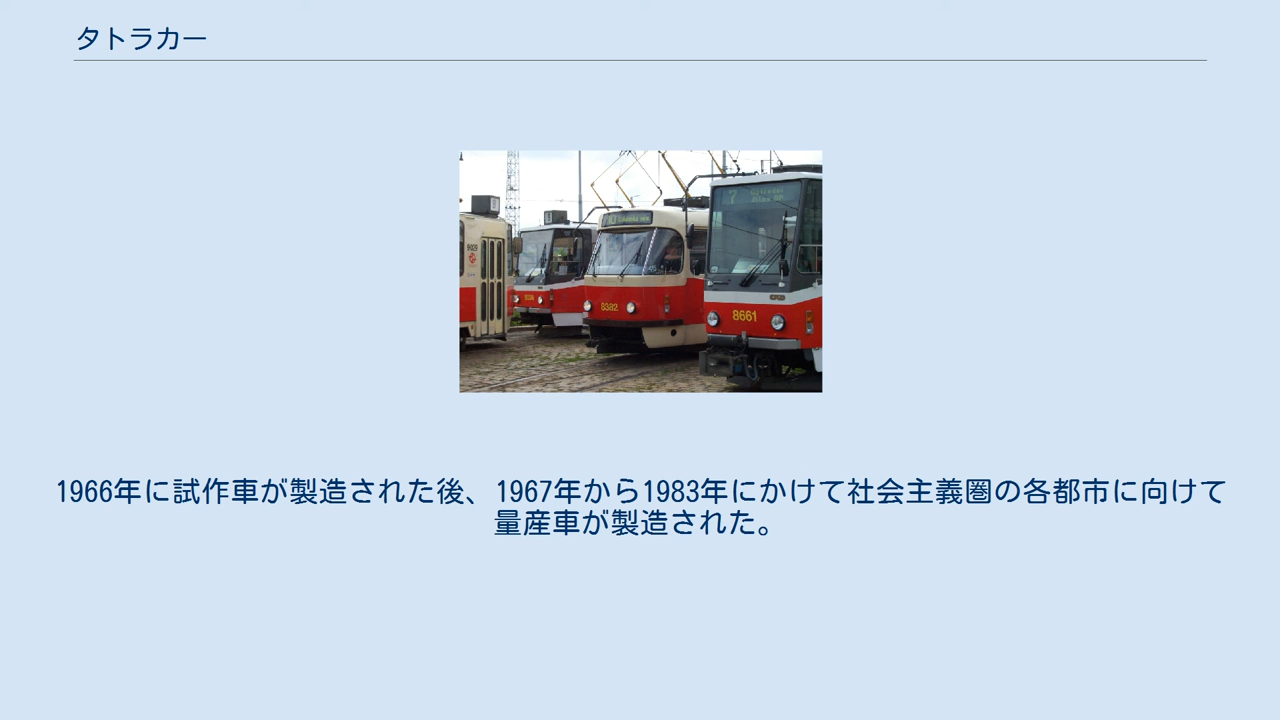 タトラカー
7
8382
8661
1966年に試作車が製造された後、1967年から1983年にかけて社会主義圏の各都市に向けて
量産車が製造された。